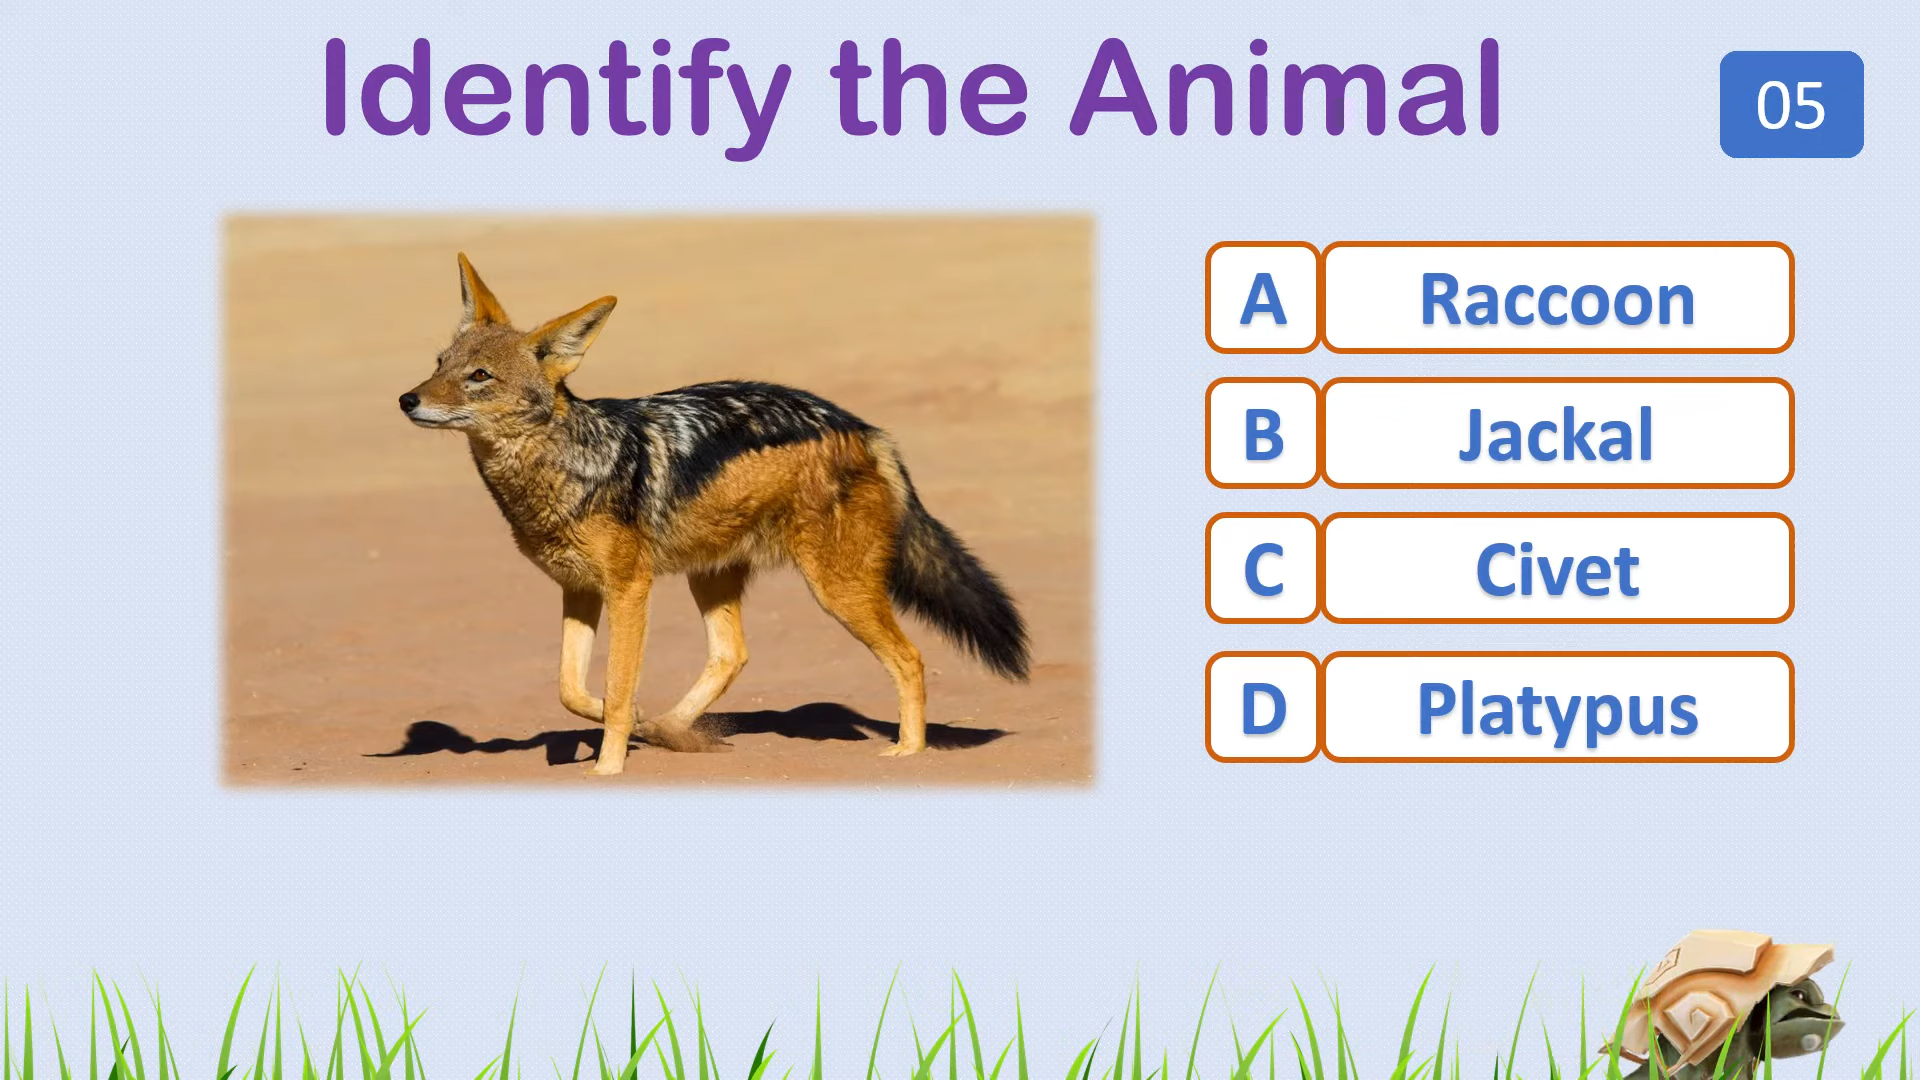 Identify the Animal
05
A Raccoon
B Jackal
C Civet
D Platypus